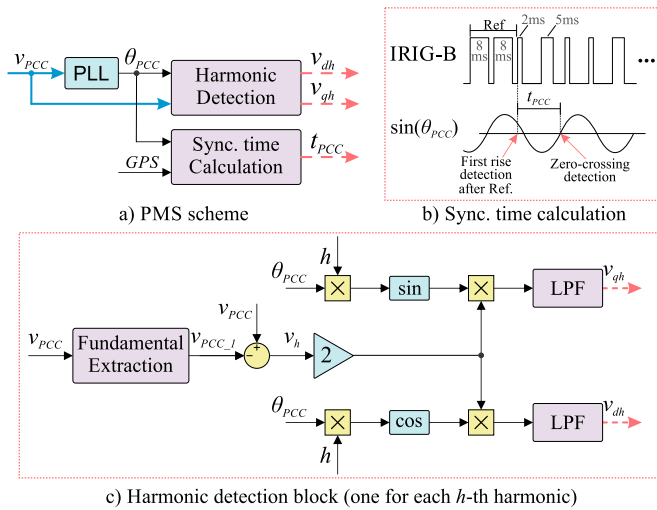 v_PCC
PLL
θ_PCC
Harmonic
Detection
v_dh
v_qh
GPS
Sync. time
Calculation
t_PCC
a) PMS scheme
Ref
2ms
5ms
IRIG-B
8
ms
8
ms
...
t_PCC
sin(θ_PCC)
First rise
detection
after Ref.
Zero-crossing
detection
b) Sync. time calculation
h
θ_PCC
×
sin
×
LPF
v_qh
v_PCC
v_PCC
Fundamental
Extraction
v_PCC_1
+
-
v_h
2
θ_PCC
×
cos
×
LPF
v_dh
h
c) Harmonic detection block (one for each h-th harmonic)